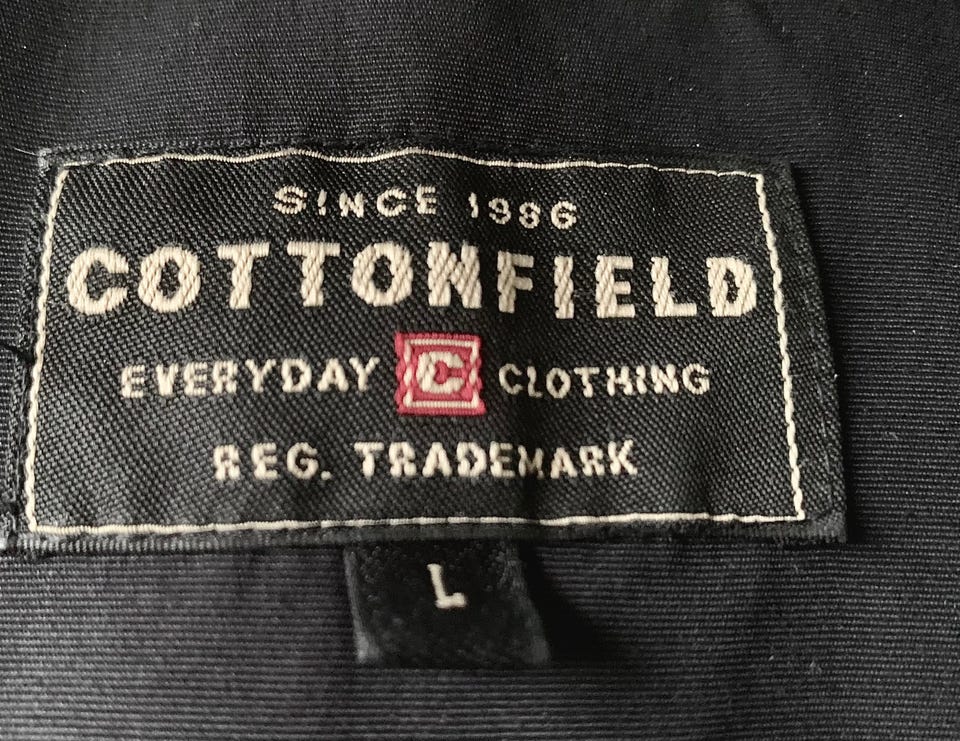 SINCE 1986
COTTONFIELD
EVERYDAY C CLOTHING
REG. TRADEMARK
L